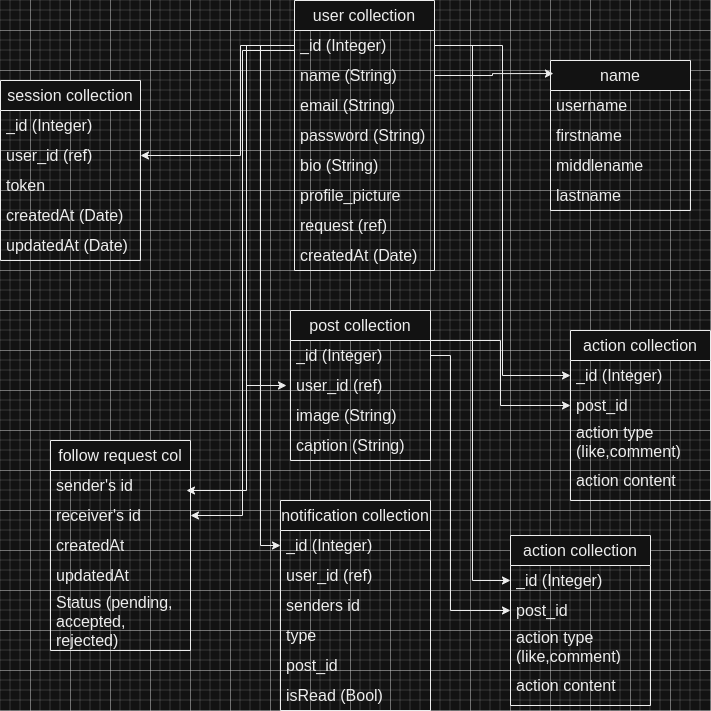 user collection
_id (Integer)
name (String)
email (String)
password (String)
bio (String)
profile_picture
request (ref)
createdAt (Date)
name
username
firstname
middlename
lastname
session collection
_id (Integer)
user_id (ref)
token
createdAt (Date)
updatedAt (Date)
post collection
_id (Integer)
user_id (ref)
image (String)
caption (String)
action collection
_id (Integer)
post_id
action type
(like,comment)
action content
follow request col
sender's id
receiver's id
createdAt
updatedAt
Status (pending,
accepted,
rejected)
notification collection
_id (Integer)
user_id (ref)
senders id
type
post_id
isRead (Bool)
action collection
_id (Integer)
post_id
action type
(like,comment)
action content